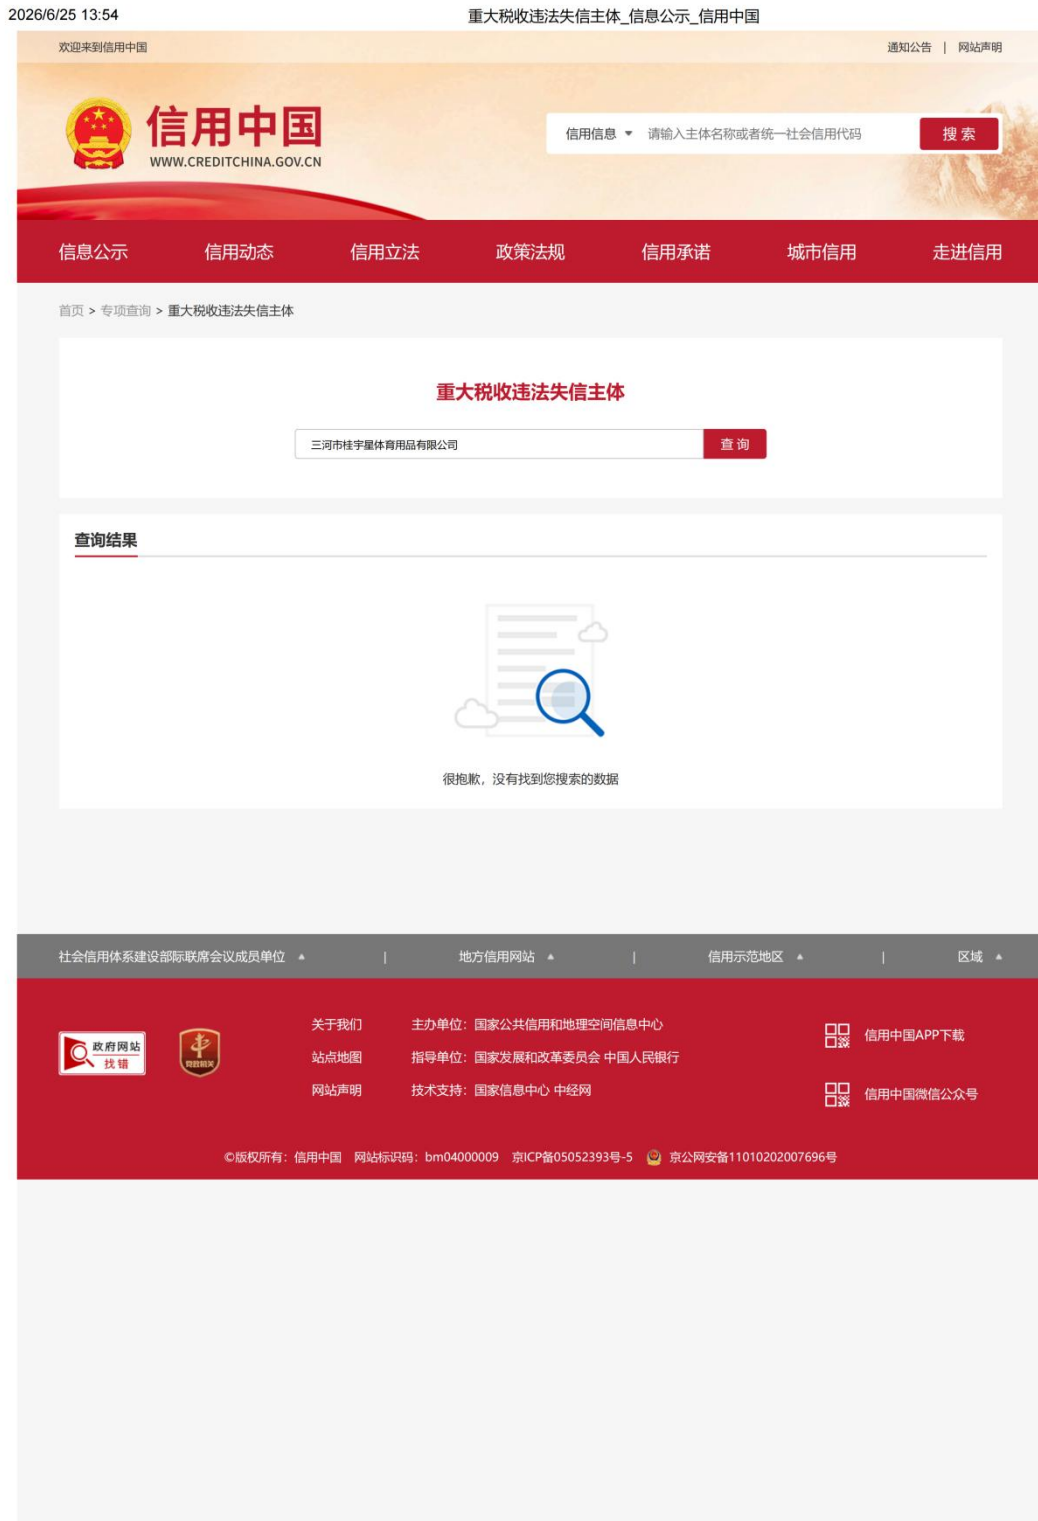 2026/6/25 13:54 重大税收违法失信主体_信息公示_信用中国
欢迎来到信用中国 通知公告 | 网站声明
信用中国
WWW.CREDITCHINA.GOV.CN
信用信息 请输入主体名称或者统一社会信用代码 搜索
信息公示 信用动态 信用立法 政策法规 信用承诺 城市信用 走进信用
首页 > 专项查询 > 重大税收违法失信主体
重大税收违法失信主体
三河市桂宇星体育用品有限公司 查询
查询结果
很抱歉，没有找到您搜索的数据
社会信用体系建设部际联席会议成员单位 | 地方信用网站 | 信用示范地区 | 区域
政府网站
找错
党政机关
关于我们 主办单位：国家公共信用和地理空间信息中心
站点地图 指导单位：国家发展和改革委员会 中国人民银行
网站声明 技术支持：国家信息中心 中经网
信用中国APP下载
信用中国微信公众号
©版权所有：信用中国 网站标识码：bm04000009 京ICP备05052393号-5 京公网安备11010202007696号